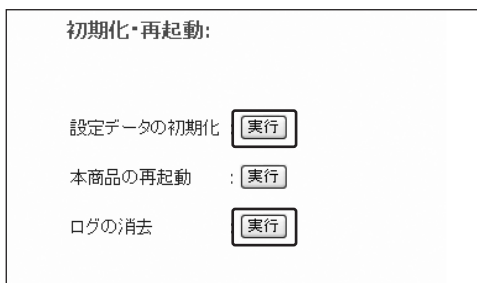 初期化・再起動:
設定データの初期化 : 実行
本商品の再起動 : 実行
ログの消去 : 実行